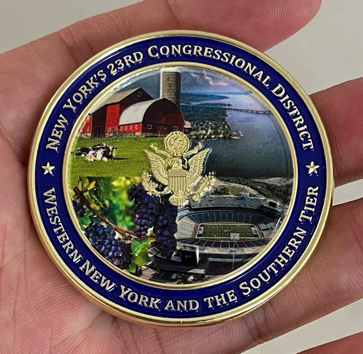 NEW YORK'S 23RD CONGRESSIONAL DISTRICT
WESTERN NEW YORK AND THE SOUTHERN TIER